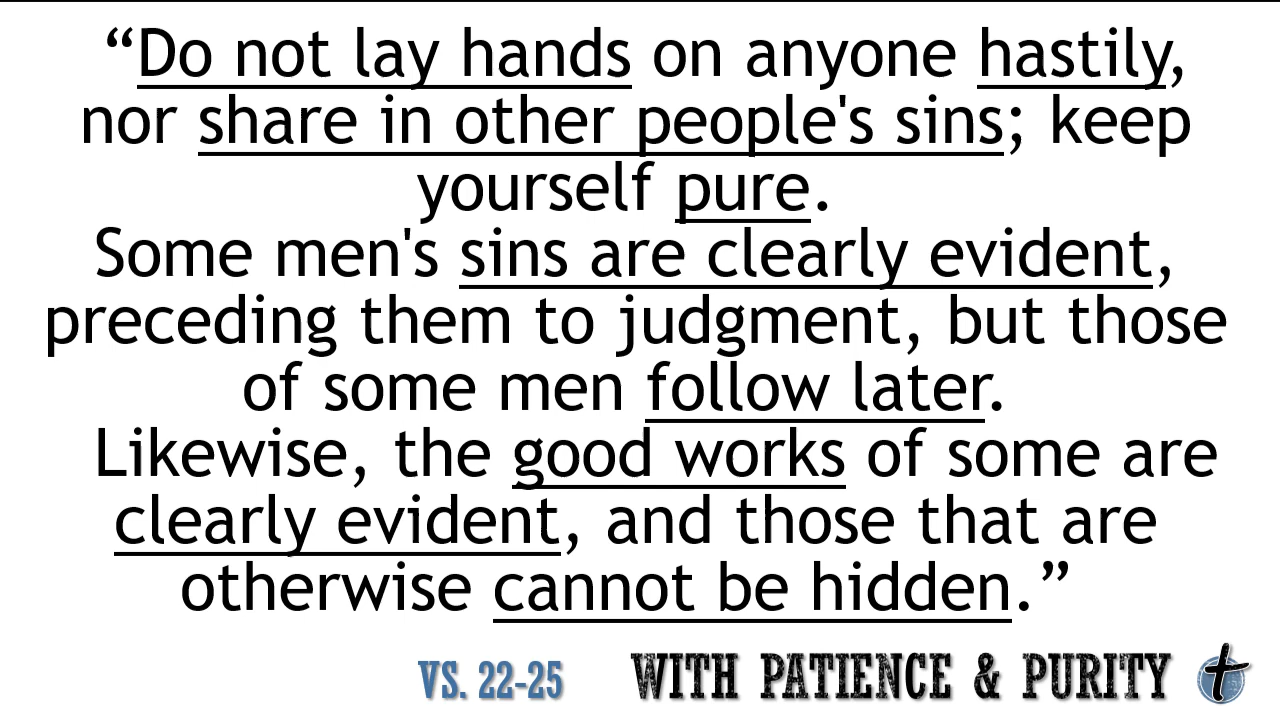 “Do not lay hands on anyone hastily,
nor share in other people's sins; keep
yourself pure.
Some men's sins are clearly evident,
preceding them to judgment, but those
of some men follow later.
Likewise, the good works of some are
clearly evident, and those that are
otherwise cannot be hidden.”
VS. 22-25 WITH PATIENCE & PURITY